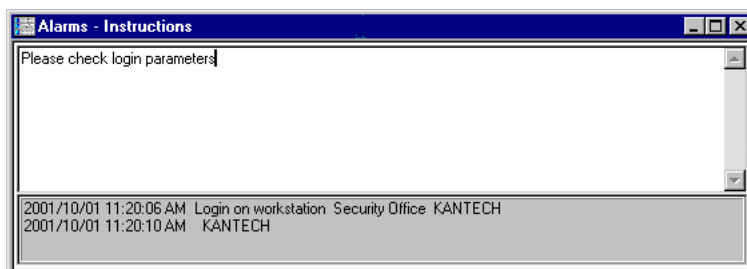 Alarms - Instructions
Please check login parameters
2001/10/01 11:20:06 AM Login on workstation Security Office KANTECH
2001/10/01 11:20:10 AM KANTECH